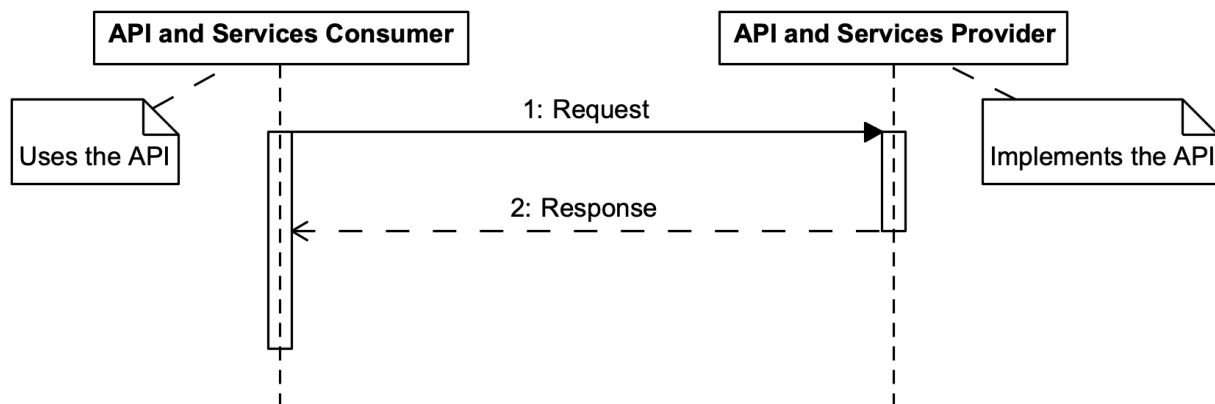 API and Services Consumer
API and Services Provider
1: Request
Uses the API
Implements the API
2: Response